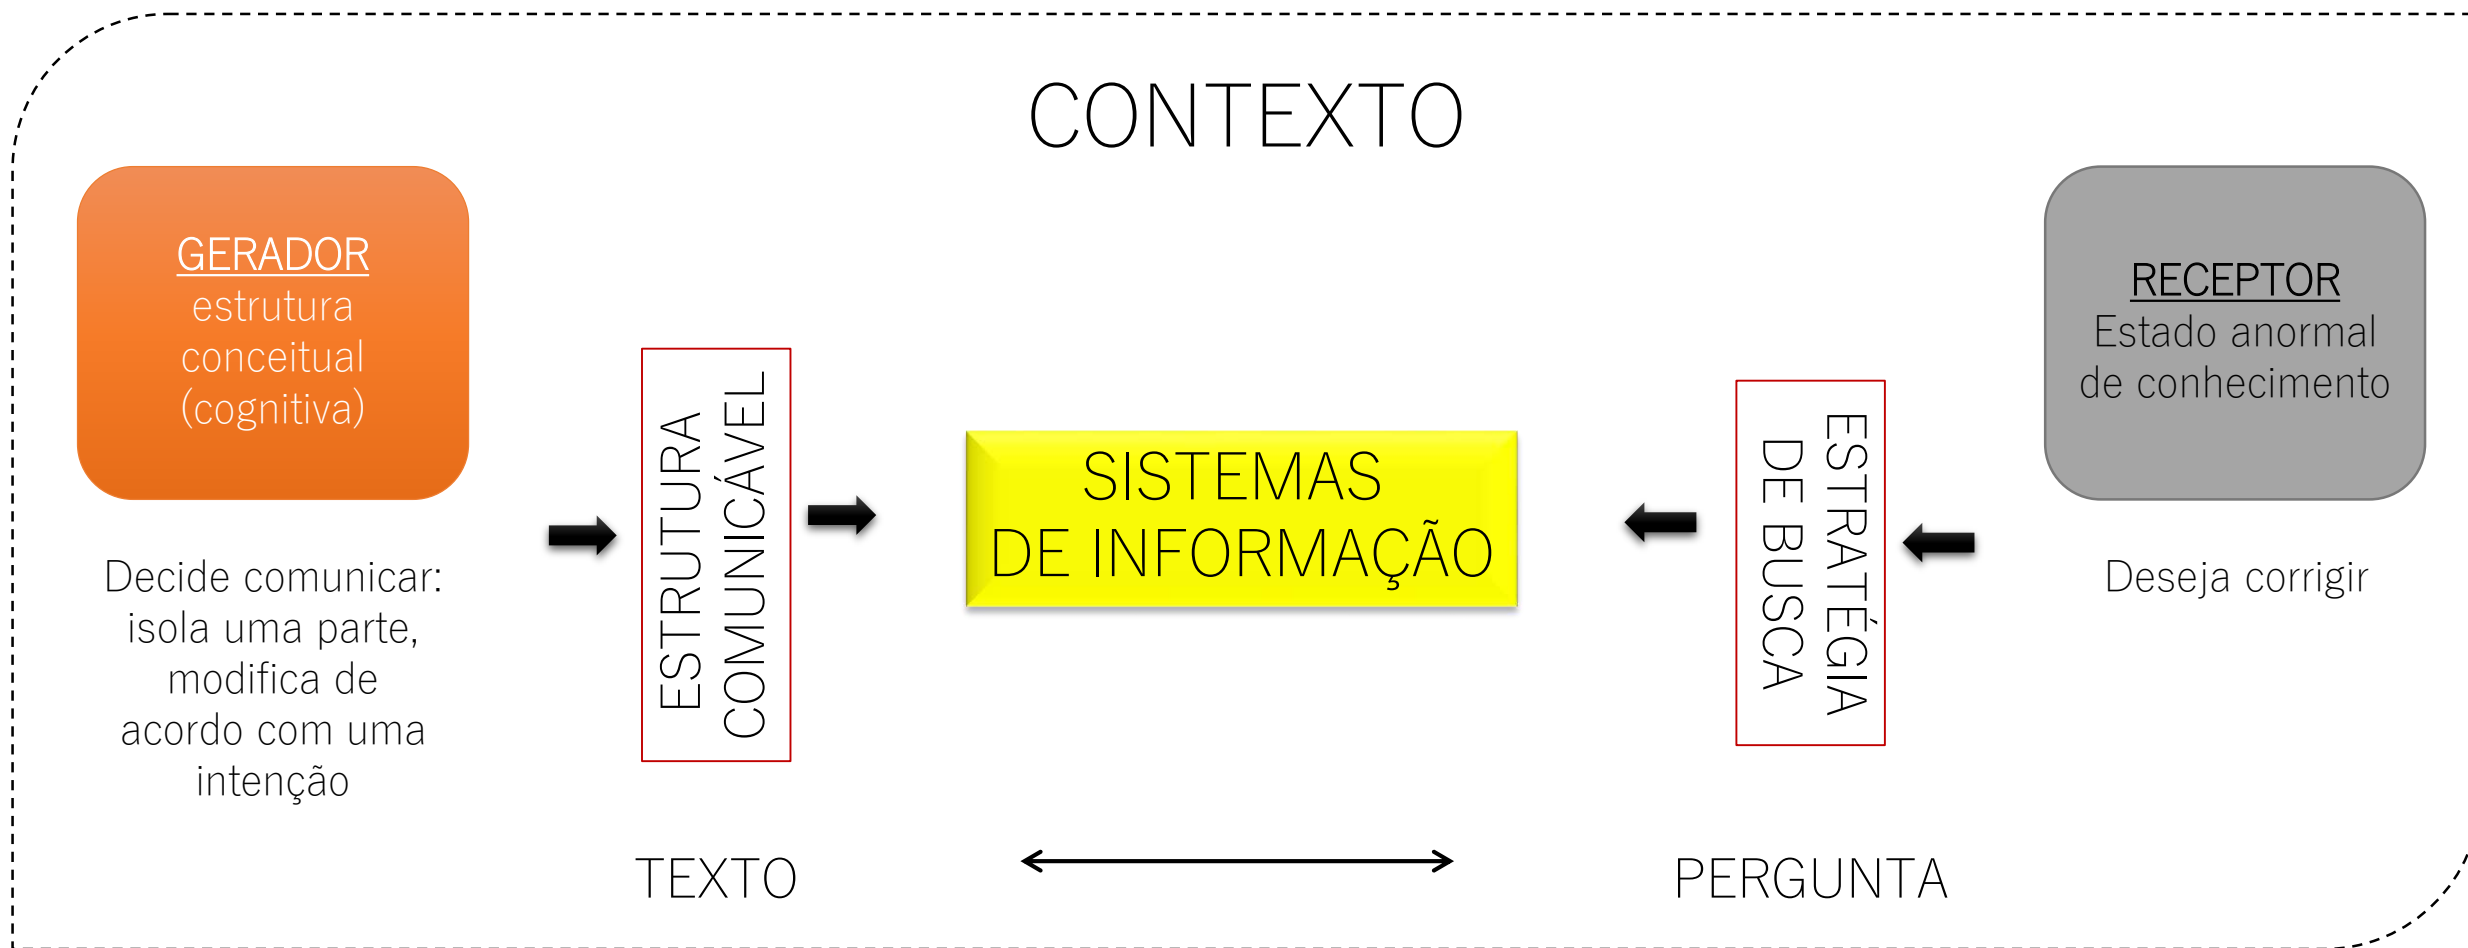 CONTEXTO
GERADOR
estrutura
conceitual
(cognitiva)
Decide comunicar:
isola uma parte,
modifica de
acordo com uma
intenção
ESTRUTURA
COMUNICÁVEL
SISTEMAS
DE INFORMAÇÃO
ESTRATÉGIA
DE BUSCA
RECEPTOR
Estado anormal
de conhecimento
Deseja corrigir
TEXTO
PERGUNTA